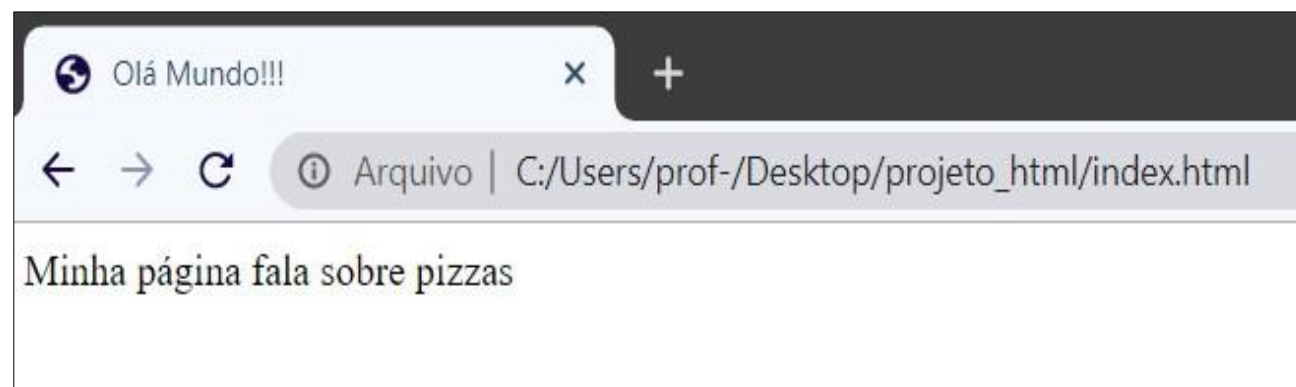 Olá Mundo!!!
Arquivo | C:/Users/prof-/Desktop/projeto_html/index.html
Minha página fala sobre pizzas